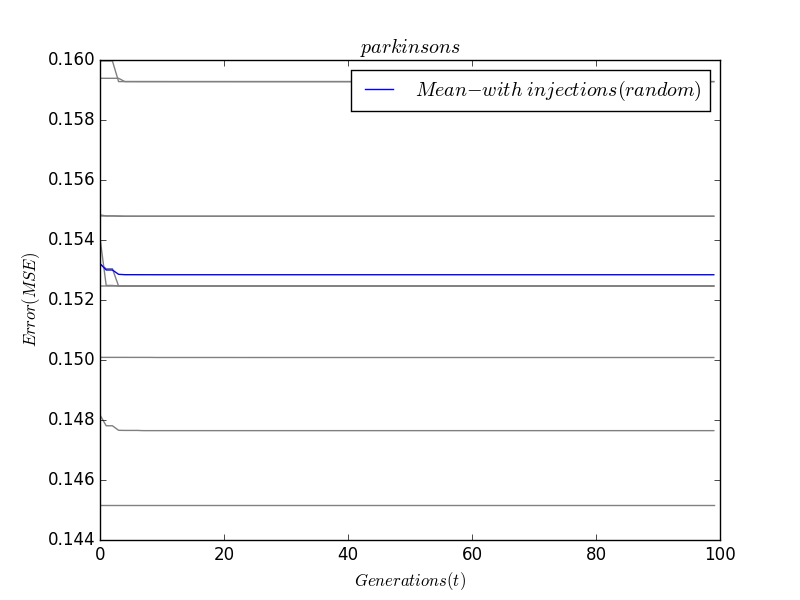 parkinsons
0.160
0.158
0.156
0.154
0.152
0.150
0.148
0.146
0.144
Error(MSE)
Mean−with injections(random)
0 20 40 60 80 100
Generations(t)